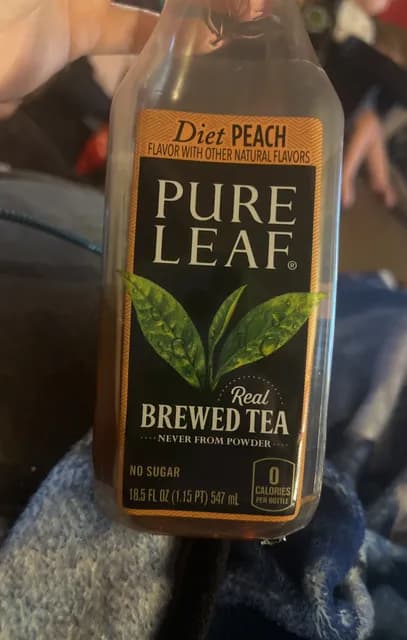 Diet PEACH
FLAVOR WITH OTHER NATURAL FLAVORS
PURE
LEAF®
Real
BREWED TEA
NEVER FROM POWDER
NO SUGAR
18.5 FL OZ (1.15 PT) 547 mL
0
CALORIES
PER BOTTLE